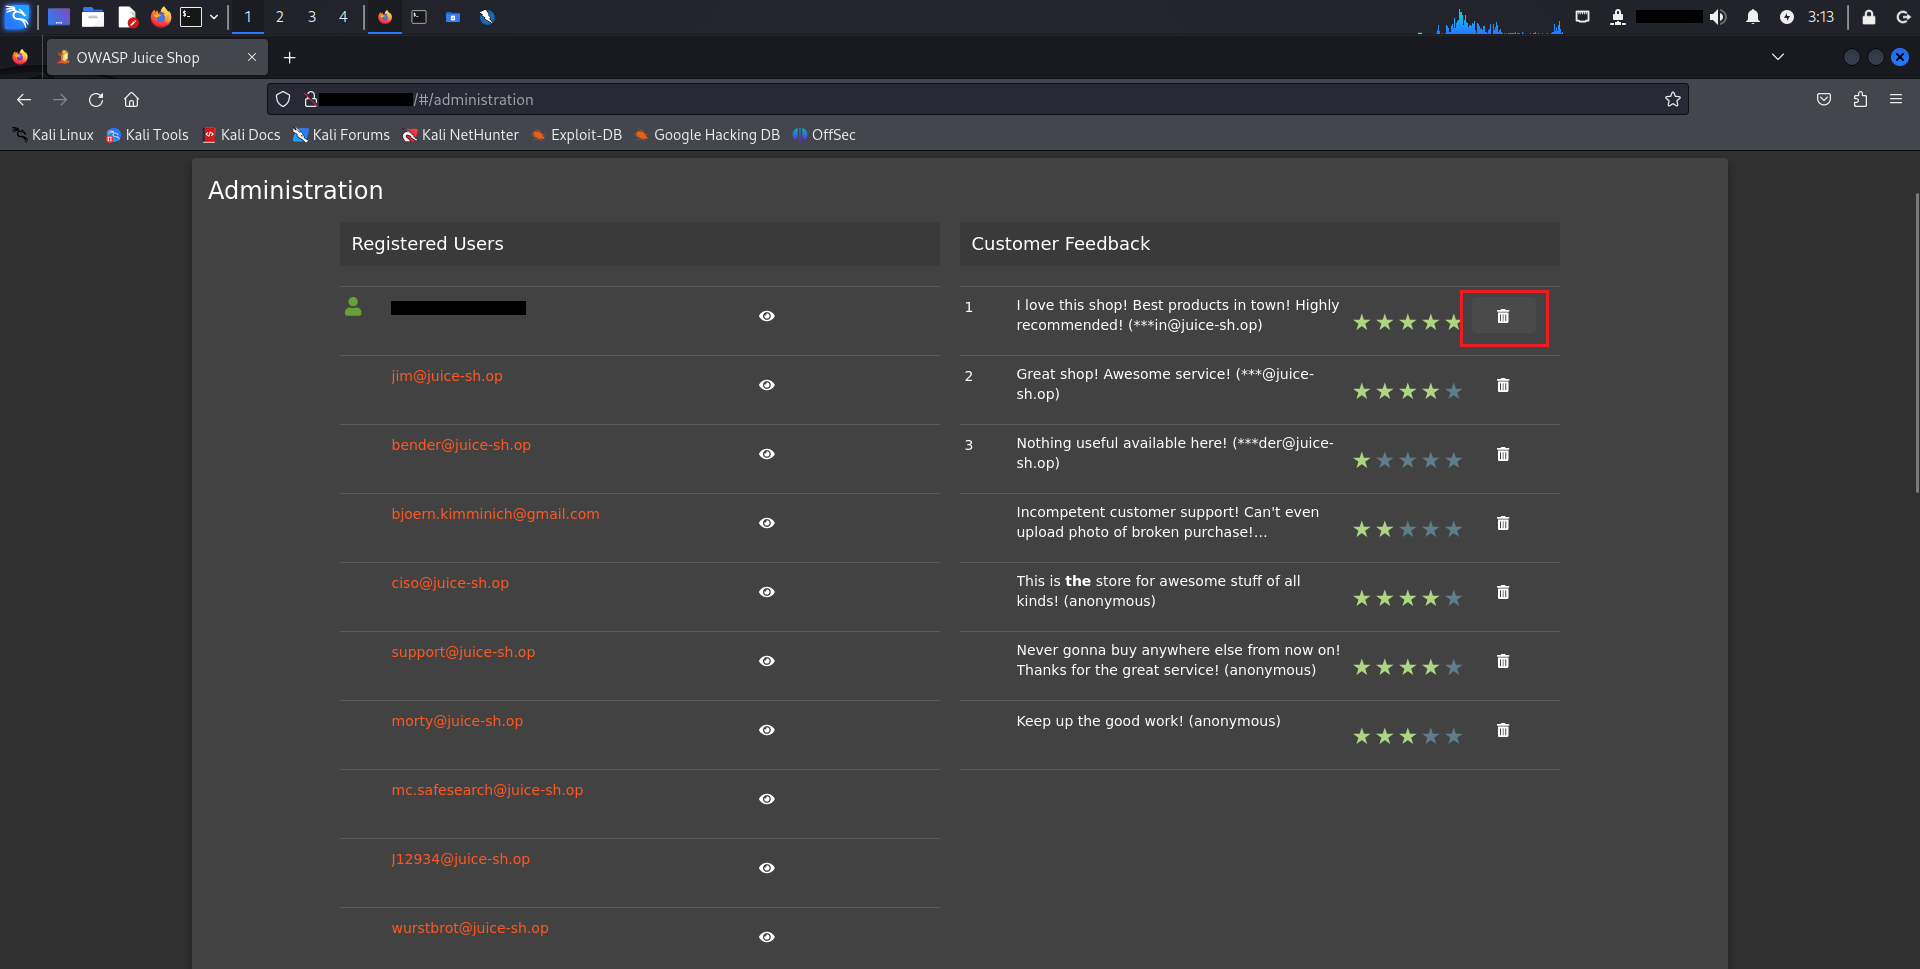 1 2 3 4 3:13
OWASP Juice Shop
/#/administration
Kali Linux Kali Tools Kali Docs Kali Forums Kali NetHunter Exploit-DB Google Hacking DB OffSec
Administration
Registered Users
jim@juice-sh.op
bender@juice-sh.op
bjoern.kimminich@gmail.com
ciso@juice-sh.op
support@juice-sh.op
morty@juice-sh.op
mc.safesearch@juice-sh.op
J12934@juice-sh.op
wurstbrot@juice-sh.op
Customer Feedback
1 I love this shop! Best products in town! Highly
recommended! (***in@juice-sh.op)
2 Great shop! Awesome service! (***@juice-
sh.op)
3 Nothing useful available here! (***der@juice-
sh.op)
Incompetent customer support! Can't even
upload photo of broken purchase!...
This is the store for awesome stuff of all
kinds! (anonymous)
Never gonna buy anywhere else from now on!
Thanks for the great service! (anonymous)
Keep up the good work! (anonymous)